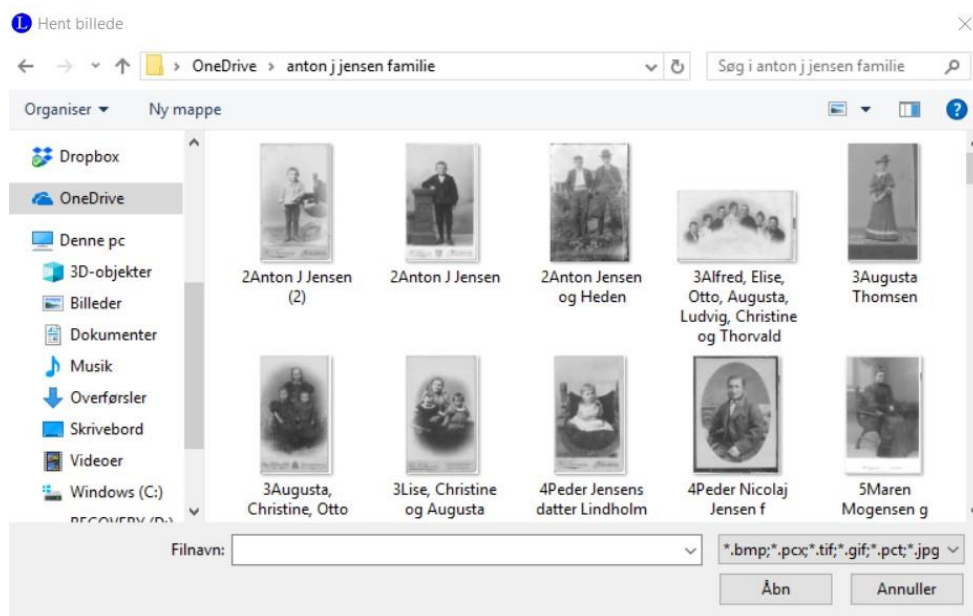 L Hent billede
OneDrive > anton j jensen familie
Søg i anton j jensen familie
Organiser
Ny mappe
Dropbox
OneDrive
Denne pc
3D-objekter
Billeder
Dokumenter
Musik
Overførsler
Skrivebord
Videoer
Windows (C:)
RECOVERY (D:)
2Anton J Jensen
(2)
2Anton J Jensen
2Anton Jensen
og Heden
3Alfred, Elise,
Otto, Augusta,
Ludvig, Christine
og Thorvald
3Augusta
Thomsen
3Augusta,
Christine, Otto
3Lise, Christine
og Augusta
4Peder Jensens
datter Lindholm
4Peder Nicolaj
Jensen f
5Maren
Mogensen g
Filnavn:
*.bmp;*.pcx;*.tif;*.gif;*.pct;*.jpg
Åbn
Annuller